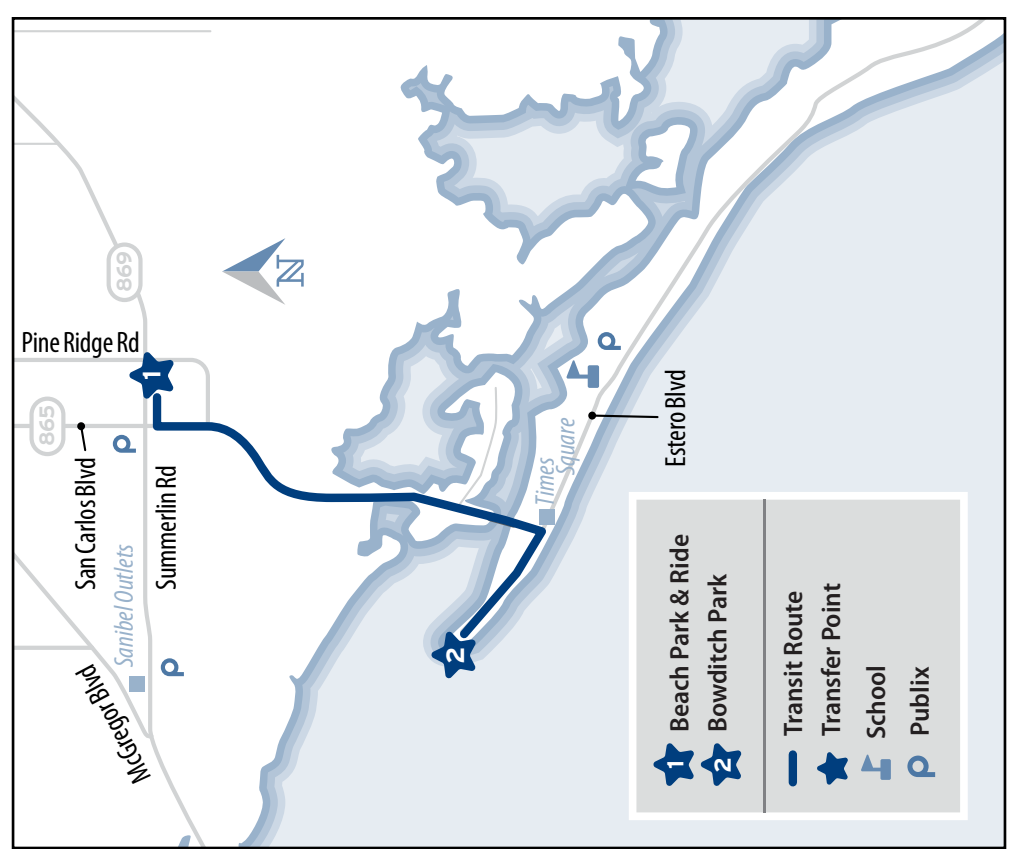 Pine Ridge Rd
869
1
865
San Carlos Blvd
Summerlin Rd
Sanibel Outlets
McGregor Blvd
N
Times
Square
Estero Blvd
2
1 Beach Park & Ride
2 Bowditch Park
Transit Route
Transfer Point
School
p Publix
p
p
p